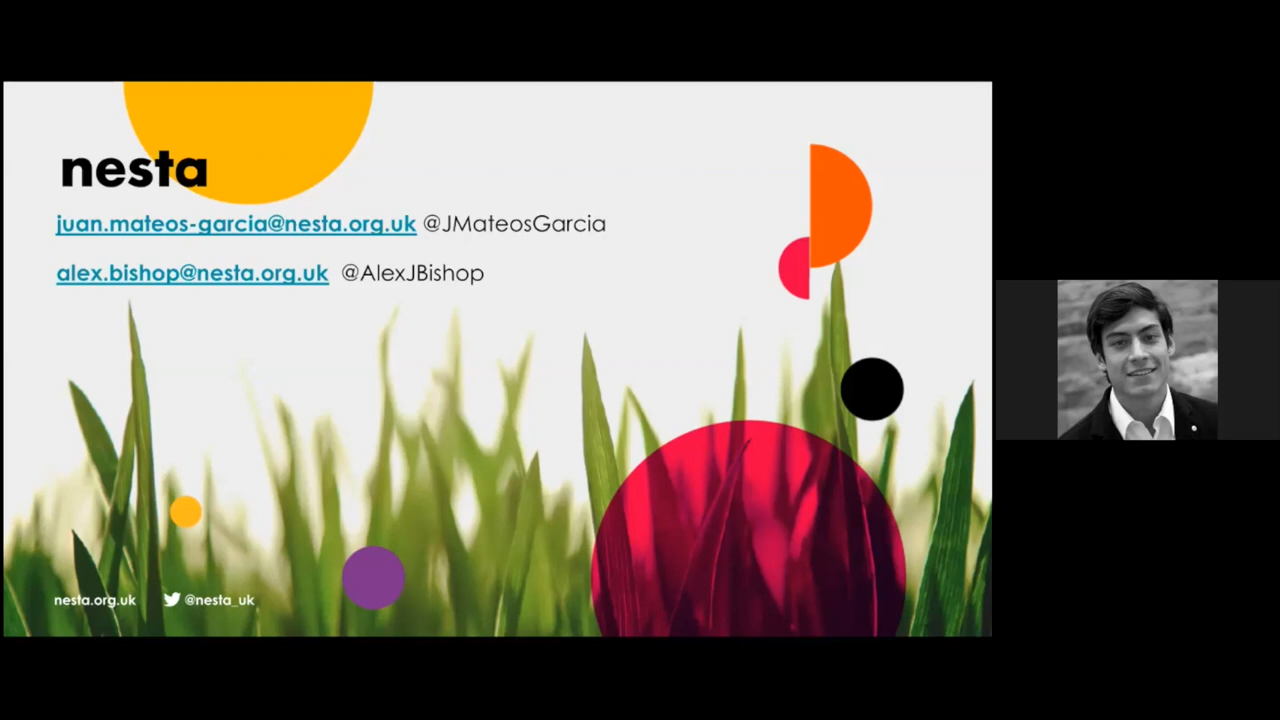 nesta
juan.mateos-garcia@nesta.org.uk @JMateosGarcia
alex.bishop@nesta.org.uk @AlexJBishop
nesta.org.uk @nesta_uk